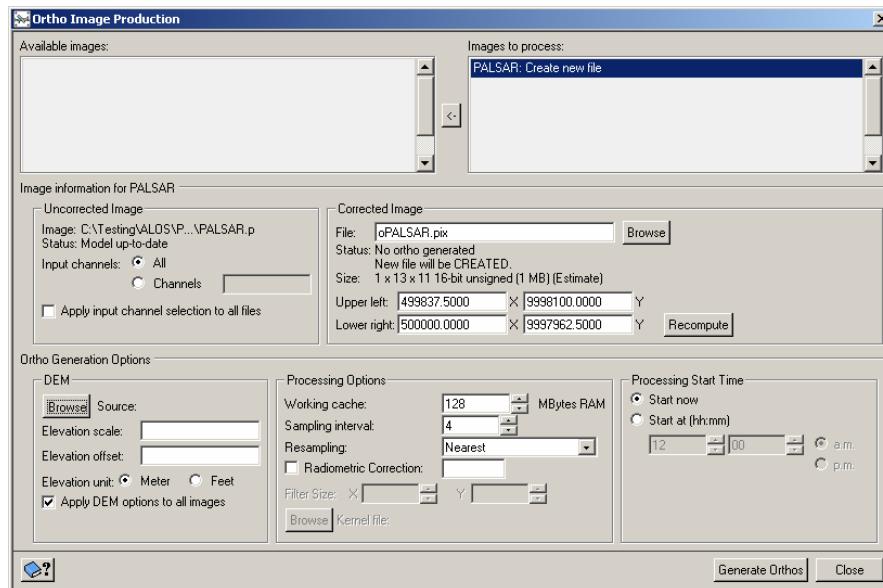 Ortho Image Production
Available images:
Images to process:
PALSAR: Create new file
<-
Image information for PALSAR
Uncorrected Image
Image: C:\Testing\ALOS\P...\PALSAR.p
Status: Model up-to-date
Input channels: All
Channels
Apply input channel selection to all files
Corrected Image
File: oPALSAR.pix Browse
Status: No ortho generated
New file will be CREATED.
Size: 1 x 13 x 11 16-bit unsigned (1 MB) (Estimate)
Upper left: 499837.5000 X 9998100.0000 Y
Lower right: 500000.0000 X 9997962.5000 Y Recompute
Ortho Generation Options
DEM
Browse Source:
Elevation scale:
Elevation offset:
Elevation unit: Meter Feet
Apply DEM options to all images
Processing Options
Working cache: 128 MBytes RAM
Sampling interval: 4
Resampling: Nearest
Radiometric Correction:
Filter Size: X Y
Browse Kernel file:
Processing Start Time
Start now
Start at (hh:mm)
12 00 a.m.
p.m.
?
Generate Orthos Close